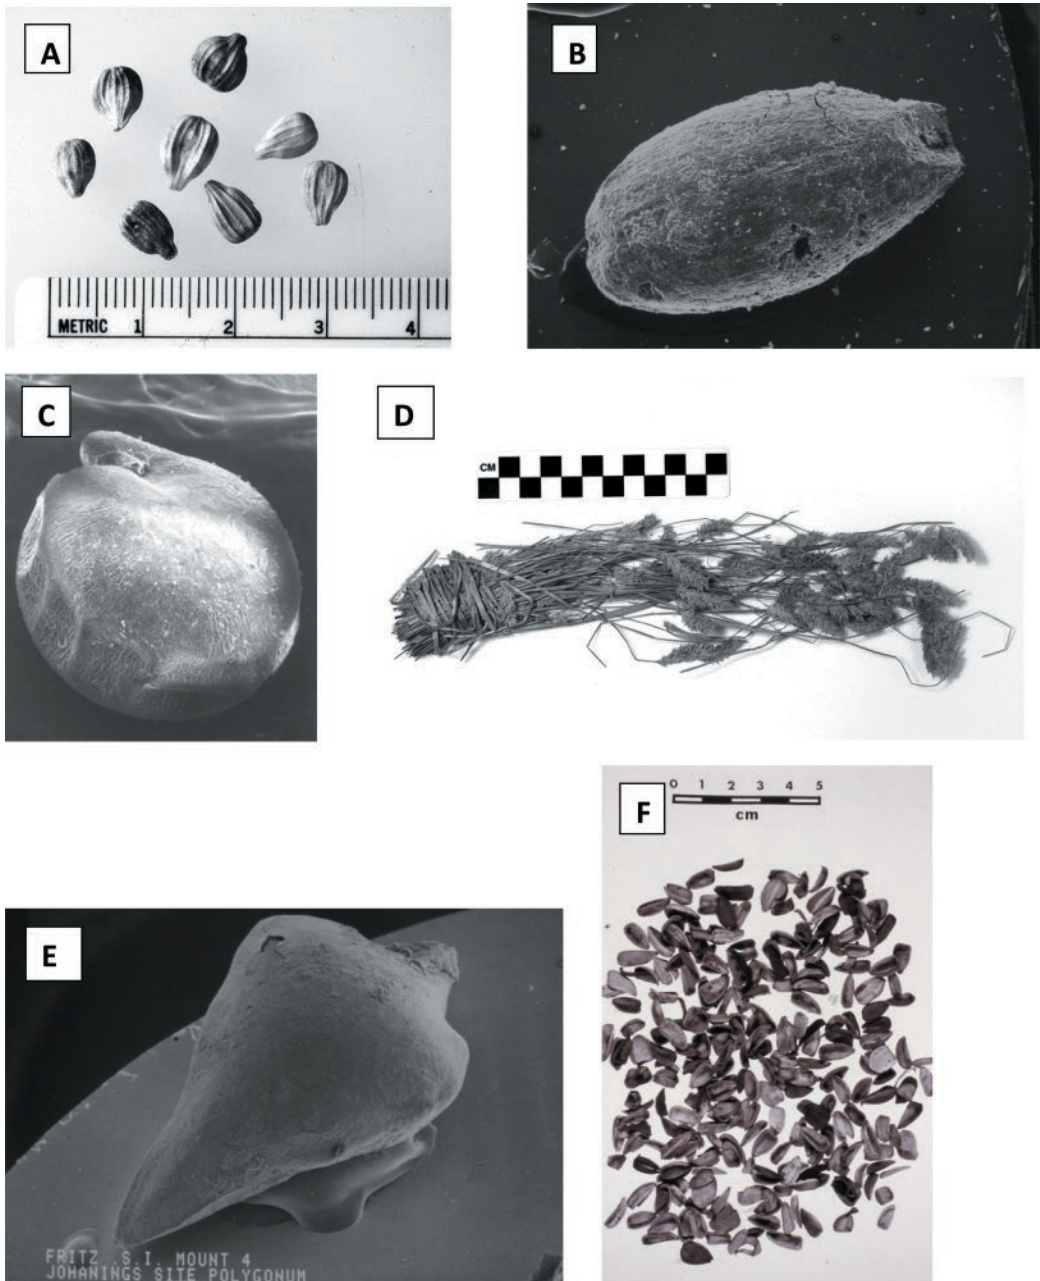 A
METRIC 1 2 3 4
B
C
D
CM
E
FRITZ .S.I. MOUNT 4
JOHANINGS SITE POLYGONUM
F
0 1 2 3 4 5
cm